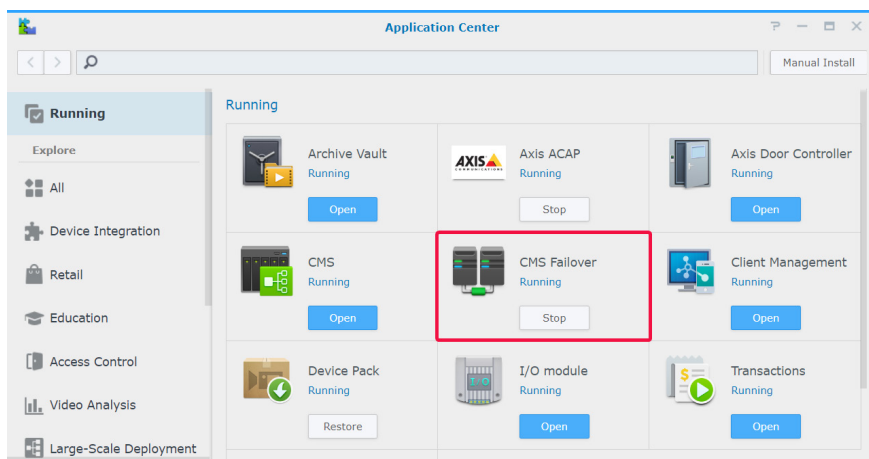 Application Center
Manual Install
Running
Explore
All
Device Integration
Retail
Education
Access Control
Video Analysis
Large-Scale Deployment
Running
Archive Vault
Running
Open
AXIS
COMMUNICATIONS
Axis ACAP
Running
Stop
Axis Door Controller
Running
Open
CMS
Running
Open
CMS Failover
Running
Stop
Client Management
Running
Open
Device Pack
Running
Restore
I/O
I/O module
Running
Open
$
Transactions
Running
Open